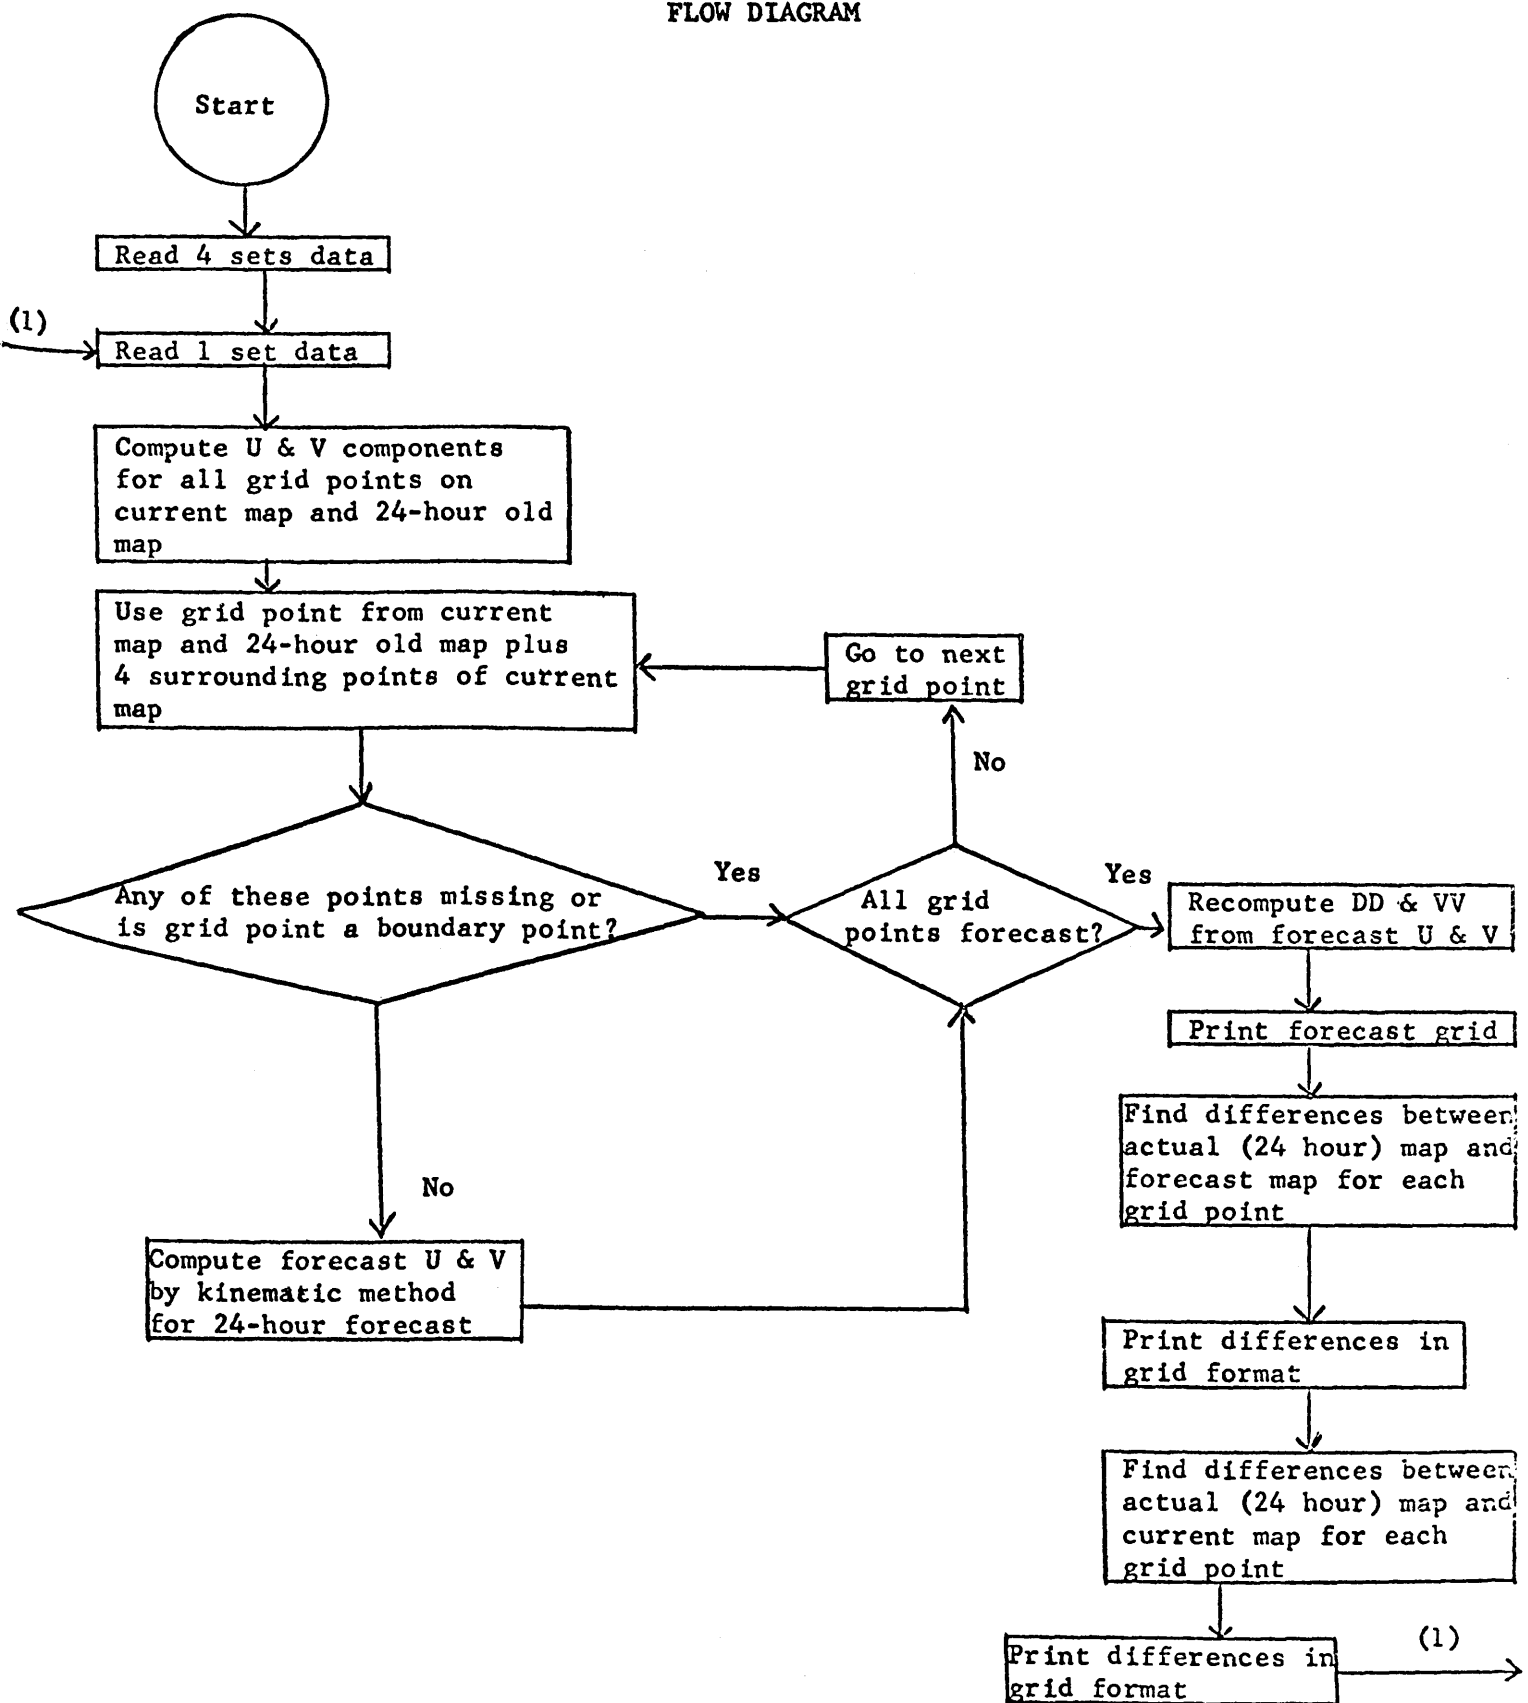 FLOW DIAGRAM
Start
Read 4 sets data
(1)
Read 1 set data
Compute U & V components
for all grid points on
current map and 24-hour old
map
Use grid point from current
map and 24-hour old map plus
4 surrounding points of current
map
Go to next
grid point
No
Any of these points missing or
is grid point a boundary point?
Yes
All grid
points forecast?
Yes
Recompute DD & VV
from forecast U & V
Print forecast grid
Find differences between
actual (24 hour) map and
forecast map for each
grid point
No
Compute forecast U & V
by kinematic method
for 24-hour forecast
Print differences in
grid format
Find differences between
actual (24 hour) map and
current map for each
grid point
Print differences in
grid format
(1)